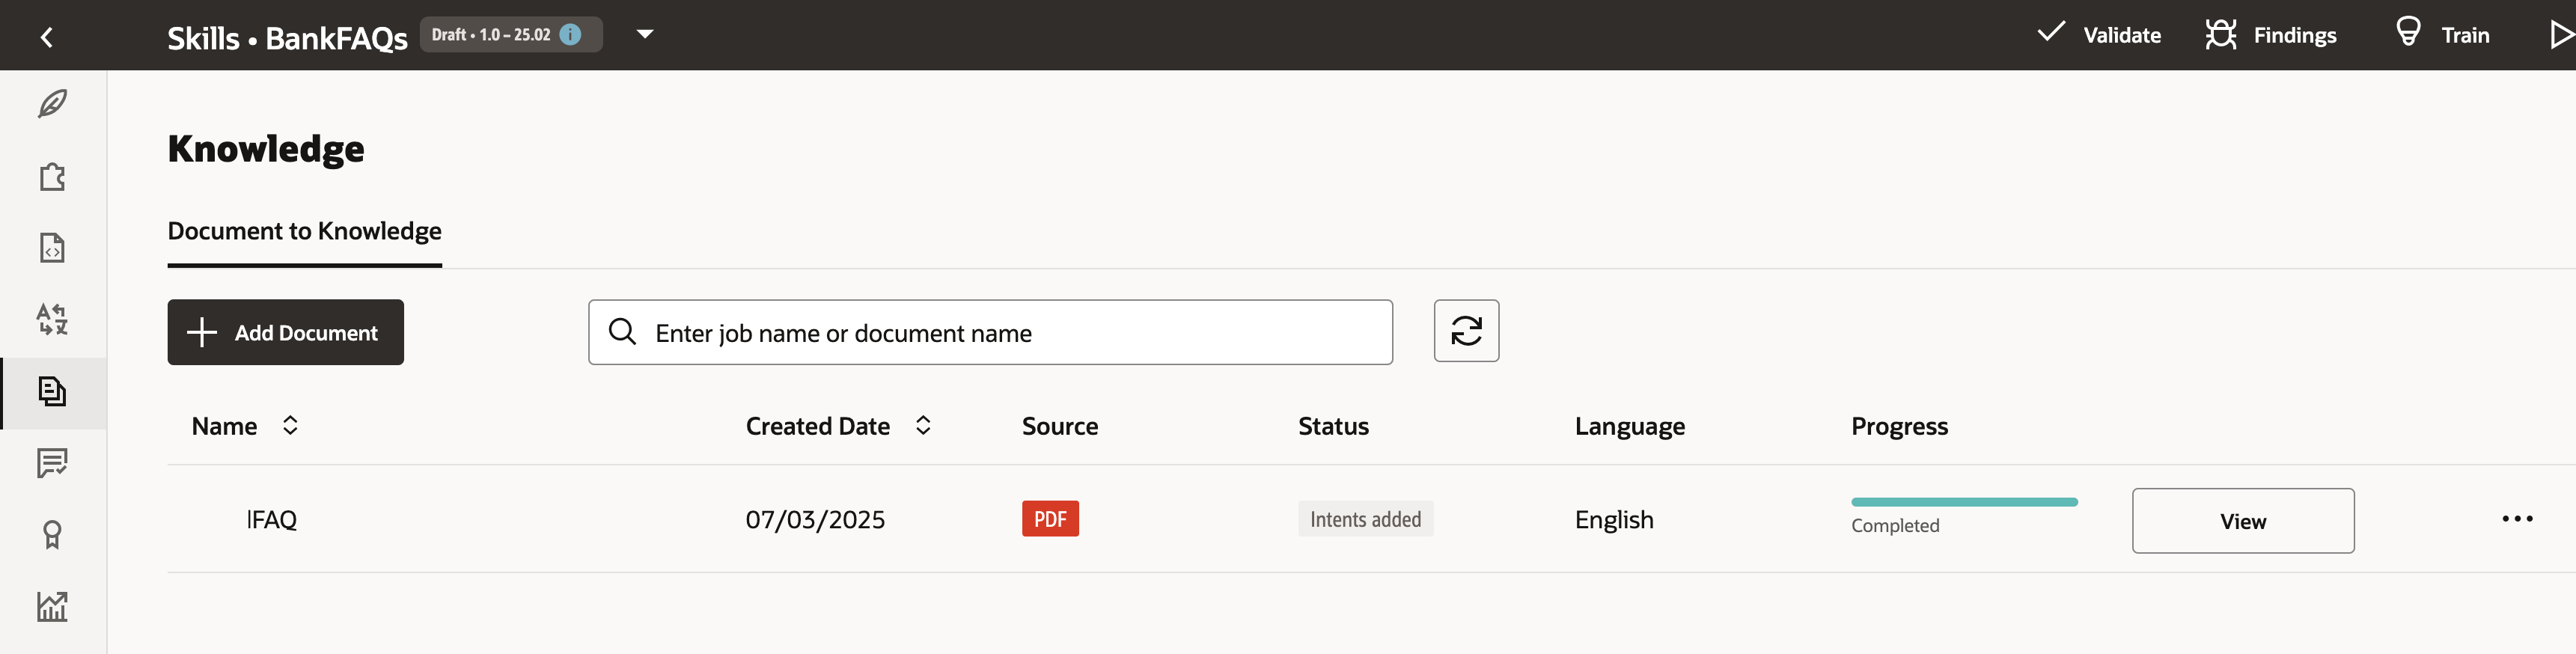 Skills • BankFAQs Draft • 1.0 – 25.02 i Validate Findings Train
Knowledge
Document to Knowledge
Add Document Enter job name or document name
Name Created Date Source Status Language Progress
FAQ 07/03/2025 PDF Intents added English Completed View